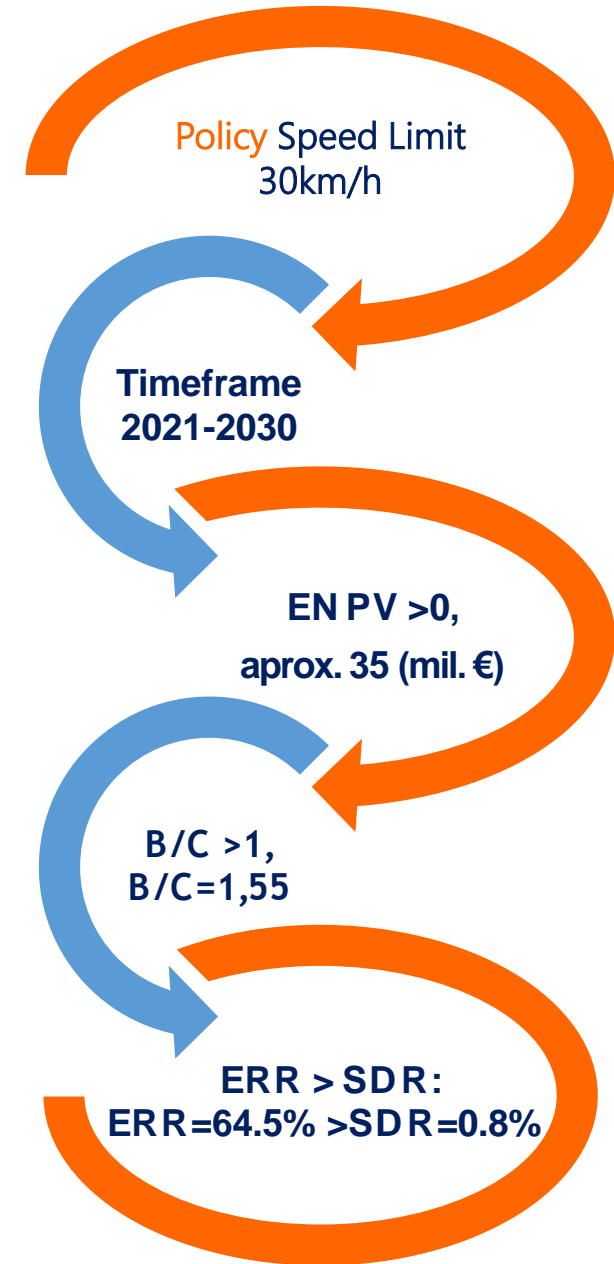 Policy Speed Limit
30km/h
Timeframe
2021-2030
EN PV >0,
aprox. 35 (mil. €)
B/C >1,
B/C=1,55
ERR > SDR:
ERR=64.5% >SDR=0.8%